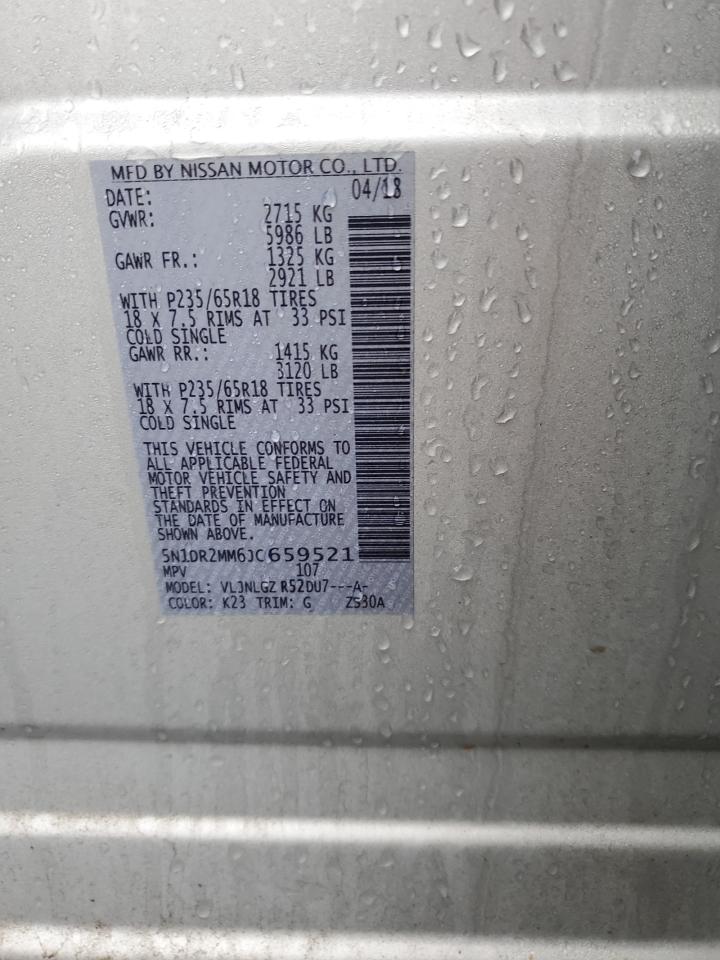 MFD BY NISSAN MOTOR CO., LTD.
DATE: 04/18
GVWR: 2715 KG
5986 LB
GAWR FR.: 1325 KG
2921 LB
WITH P235/65R18 TIRES
18 X 7.5 RIMS AT 33 PSI
COLD SINGLE
GAWR RR.: 1415 KG
3120 LB
WITH P235/65R18 TIRES
18 X 7.5 RIMS AT 33 PSI
COLD SINGLE
THIS VEHICLE CONFORMS TO
ALL APPLICABLE FEDERAL
MOTOR VEHICLE SAFETY AND
THEFT PREVENTION
STANDARDS IN EFFECT ON
THE DATE OF MANUFACTURE
SHOWN ABOVE.
5N1DR2MM6JC659521
MPV 107
MODEL: VLJNLGZ R52DU7---A-
COLOR: K23 TRIM: G ZS30A